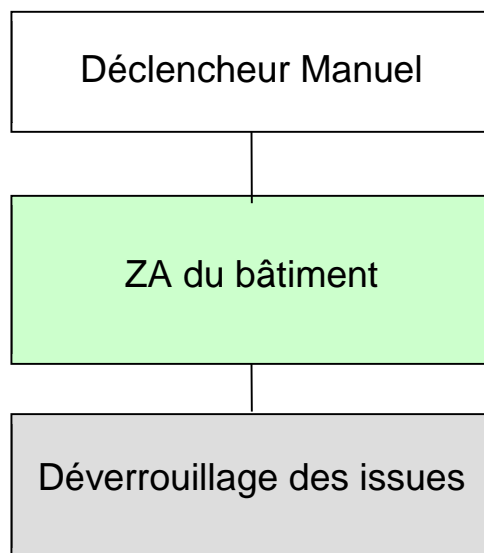 Déclencheur Manuel
ZA du bâtiment
Déverrouillage des issues